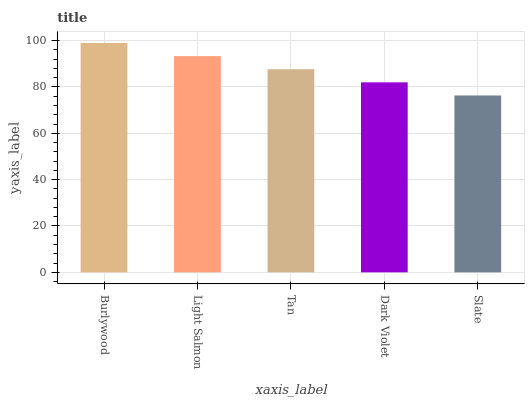 title
100
80
60
40
20
0
yaxis_label
Burlywood
Light Salmon
Tan
Dark Violet
Slate
xaxis_label